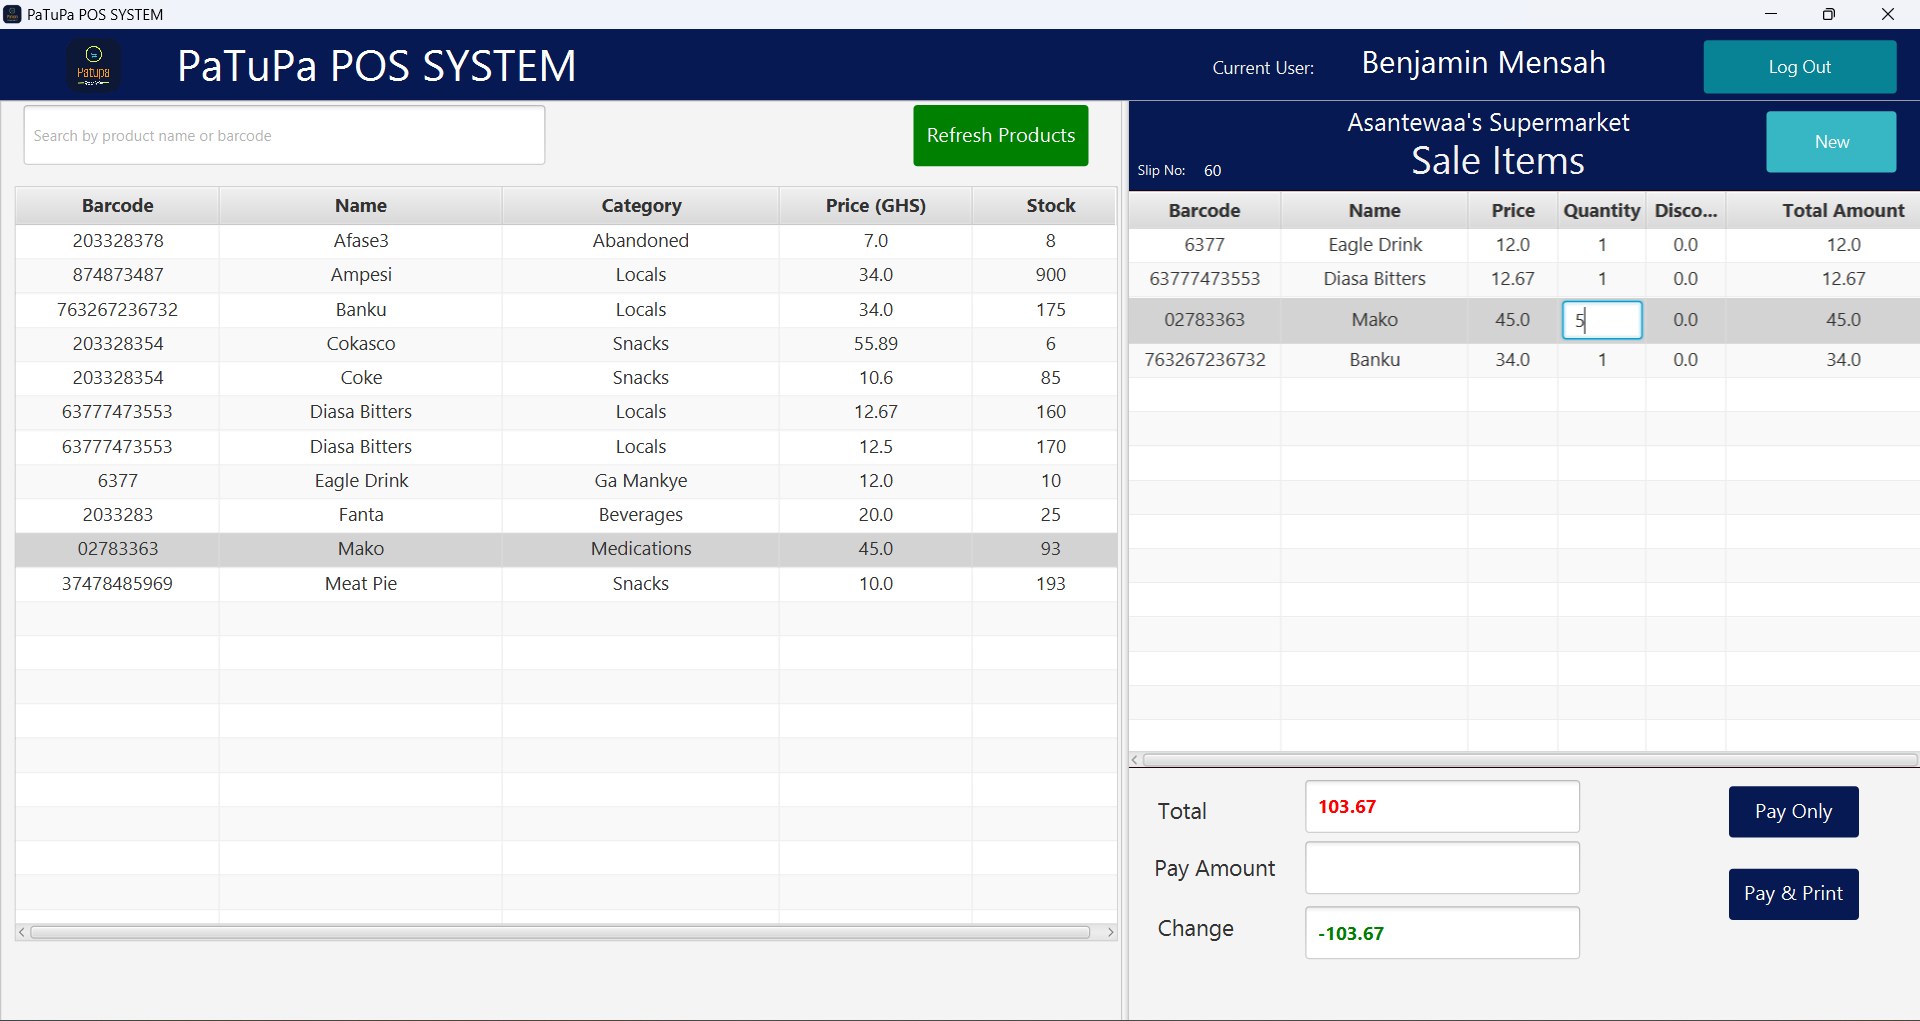 PaTuPa POS SYSTEM
Patupa
PaTuPa POS SYSTEM
Current User: Benjamin Mensah
Log Out
Search by product name or barcode
Refresh Products
Barcode Name Category Price (GHS) Stock
203328378 Afase3 Abandoned 7.0 8
874873487 Ampesi Locals 34.0 900
763267236732 Banku Locals 34.0 175
203328354 Cokasco Snacks 55.89 6
203328354 Coke Snacks 10.6 85
63777473553 Diasa Bitters Locals 12.67 160
63777473553 Diasa Bitters Locals 12.5 170
6377 Eagle Drink Ga Mankye 12.0 10
2033283 Fanta Beverages 20.0 25
02783363 Mako Medications 45.0 93
37478485969 Meat Pie Snacks 10.0 193
Asantewaa's Supermarket
Sale Items
Slip No: 60
New
Barcode Name Price Quantity Disco... Total Amount
6377 Eagle Drink 12.0 1 0.0 12.0
63777473553 Diasa Bitters 12.67 1 0.0 12.67
02783363 Mako 45.0 5 0.0 45.0
763267236732 Banku 34.0 1 0.0 34.0
Total 103.67
Pay Amount
Change -103.67
Pay Only
Pay & Print